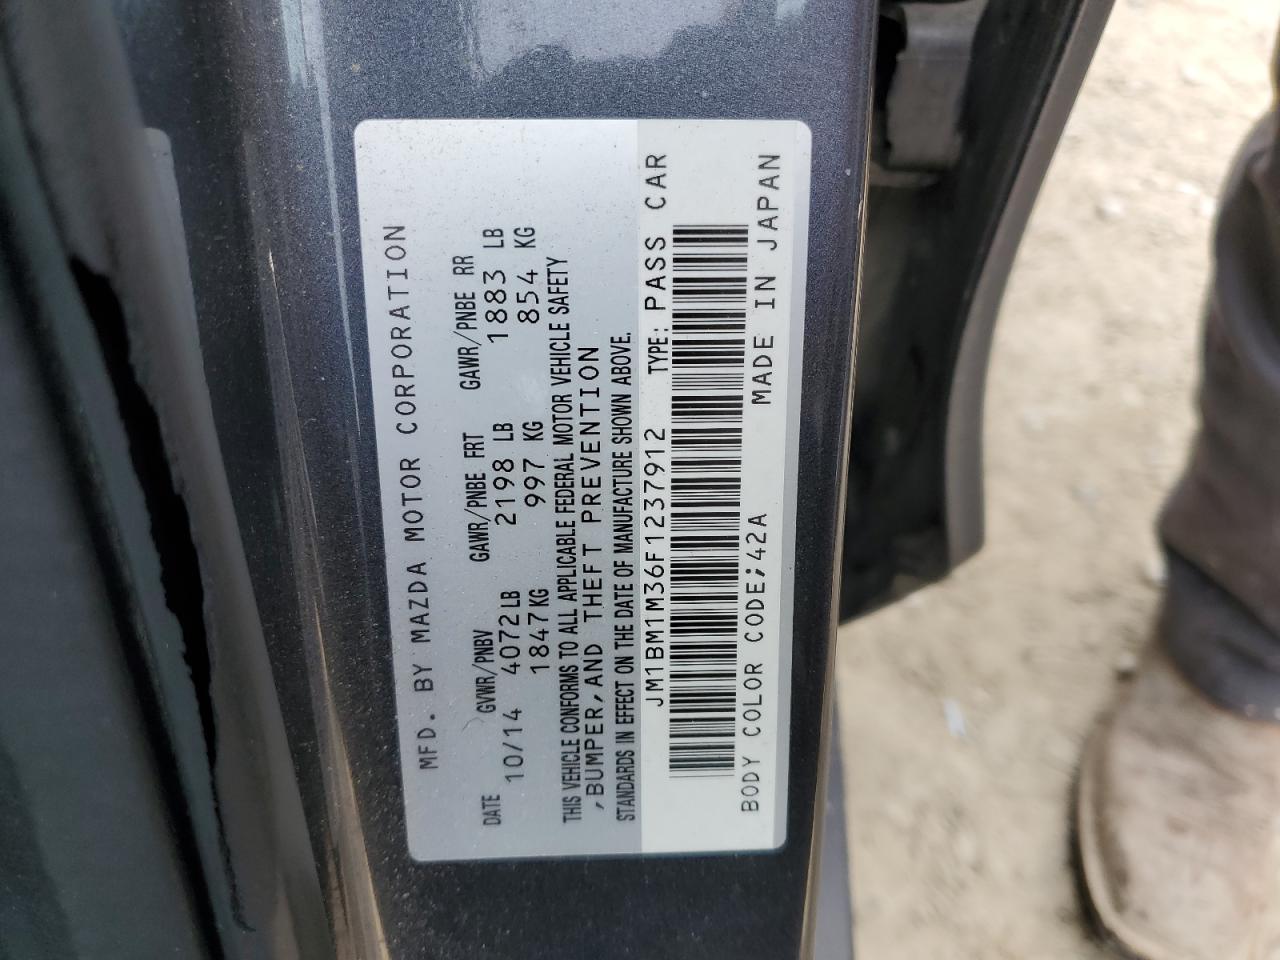 MFD. BY MAZDA MOTOR CORPORATION
DATE GVWR/PNBV GAWR/PNBE FRT GAWR/PNBE RR
10/14 4072LB 2198 LB 1883 LB
1847KG 997 KG 854 KG
THIS VEHICLE CONFORMS TO ALL APPLICABLE FEDERAL MOTOR VEHICLE SAFETY
,BUMPER,AND THEFT PREVENTION
STANDARDS IN EFFECT ON THE DATE OF MANUFACTURE SHOWN ABOVE.
JM1BM1M36F1237912 TYPE: PASS CAR
BODY COLOR CODE;42A MADE IN JAPAN